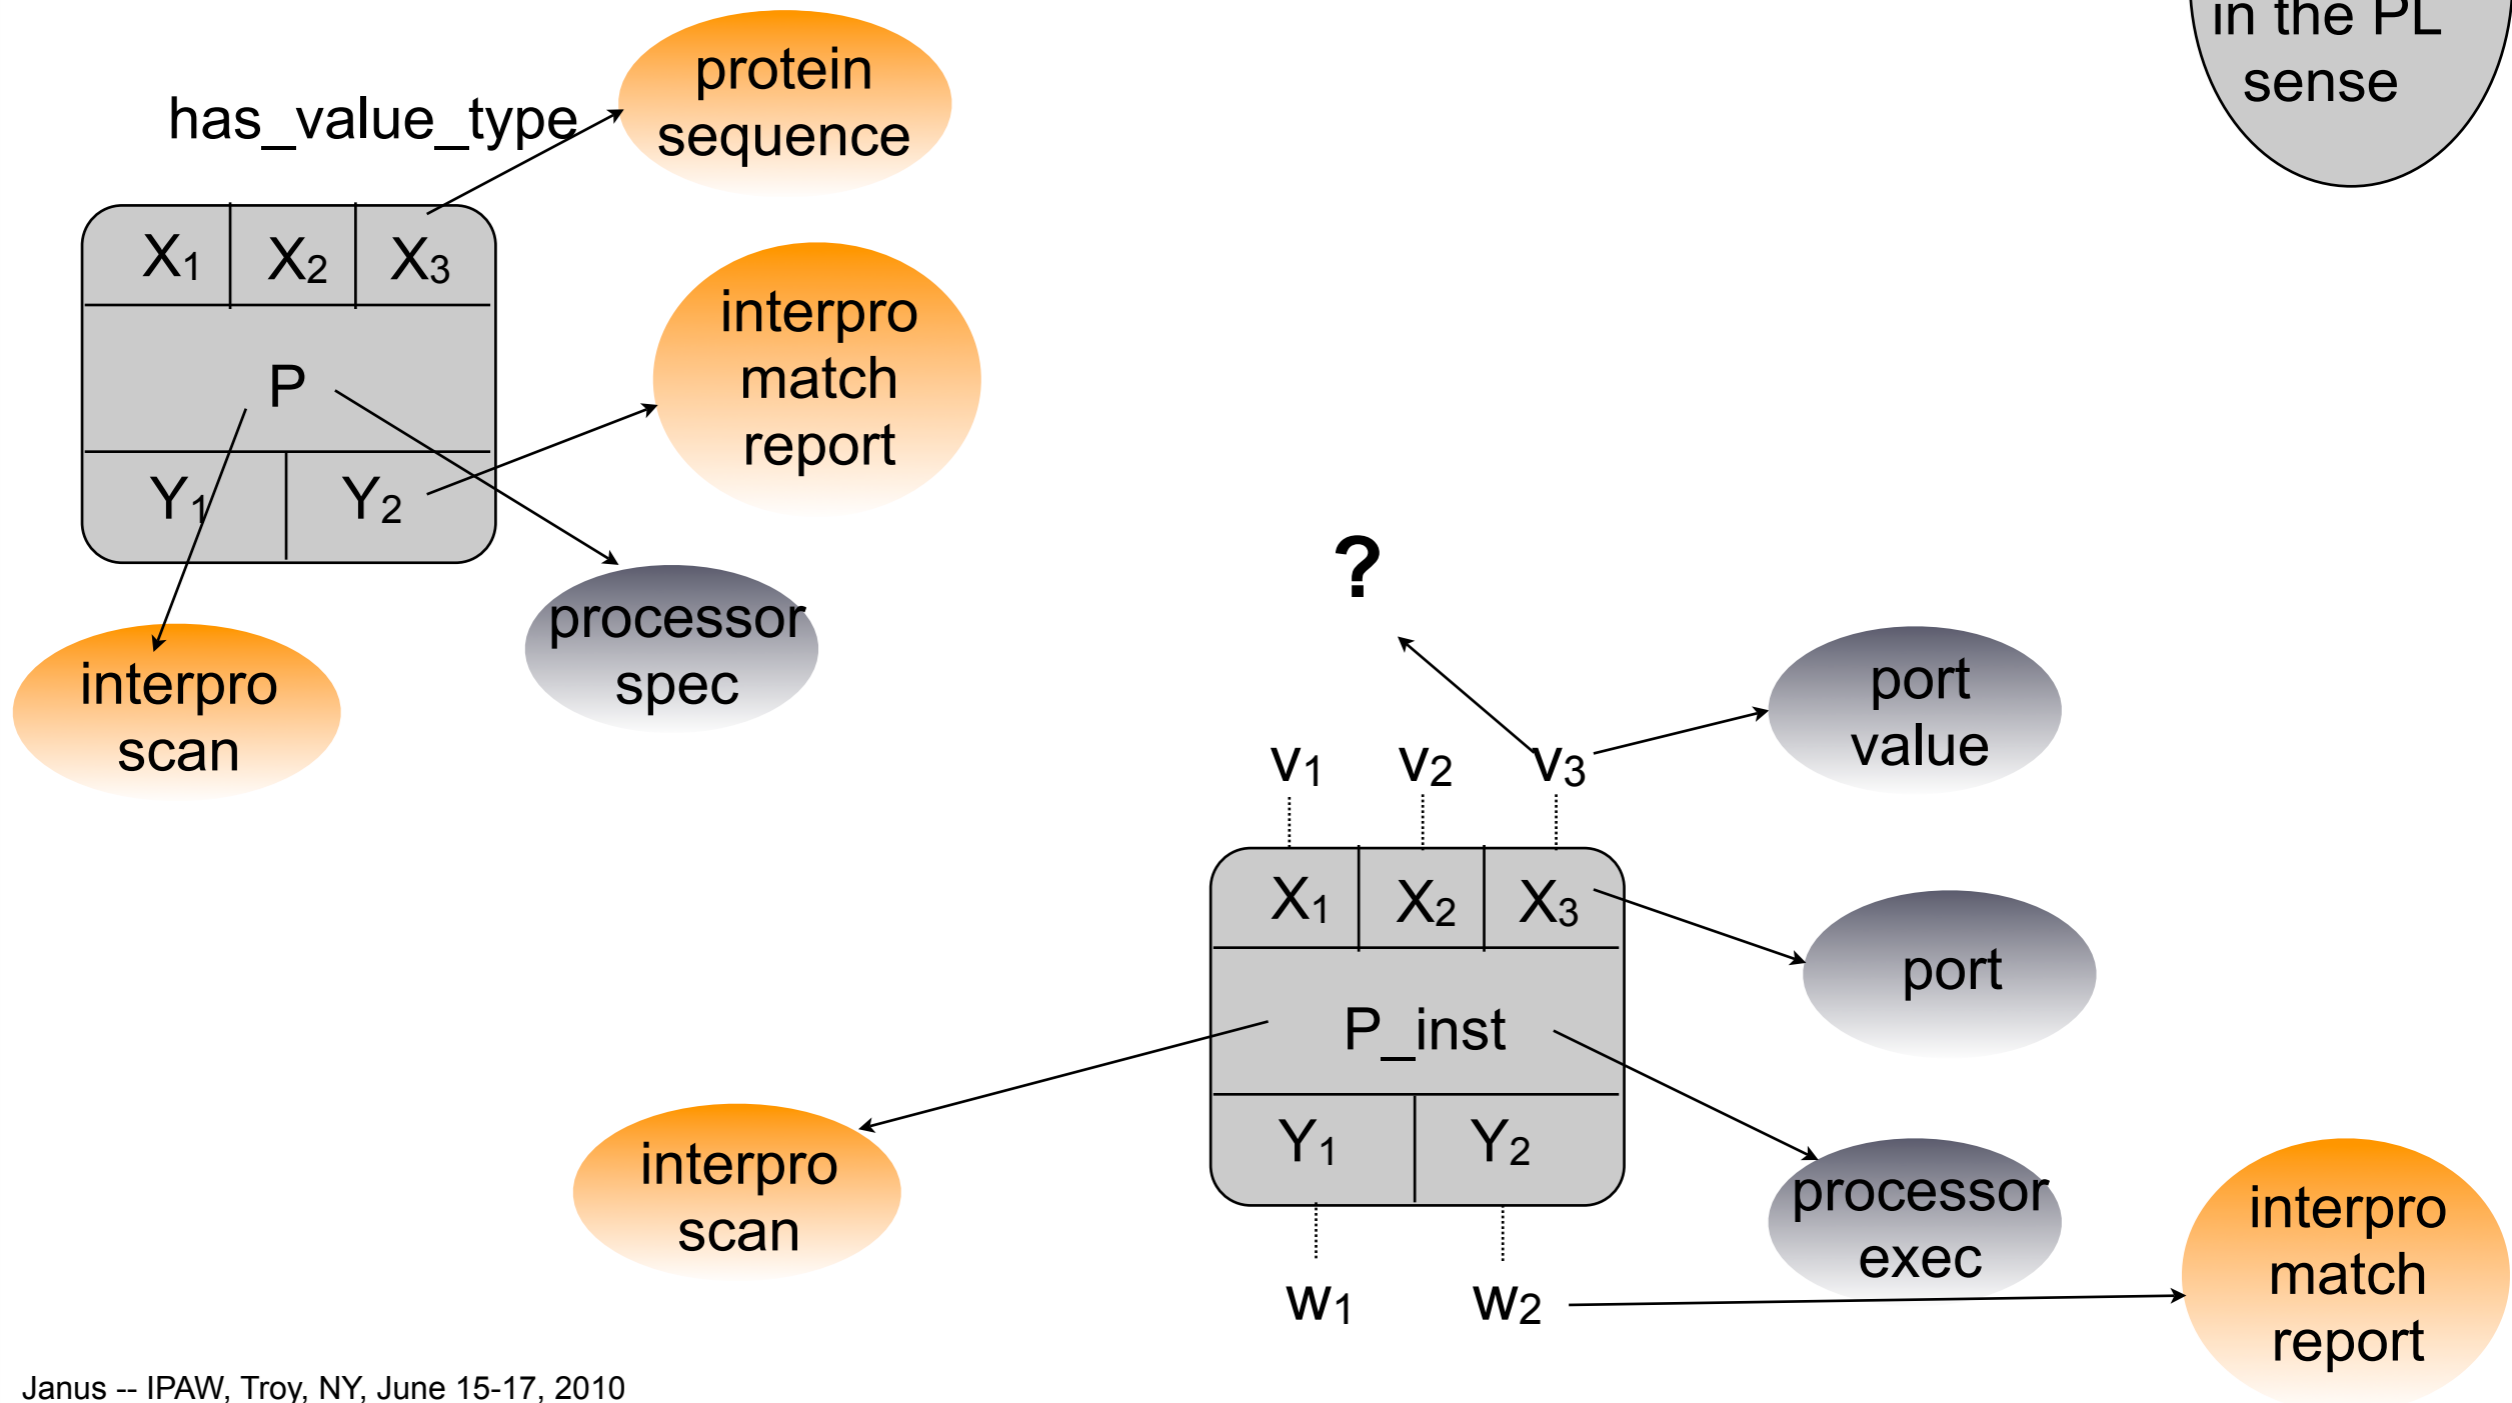 in the PL
sense
protein
sequence
has_value_type
X1 X2 X3
P
Y1 Y2
interpro
match
report
interpro
scan
processor
spec
?
port
value
v1 v2 v3
X1 X2 X3
port
P_inst
Y1 Y2
interpro
scan
processor
exec
w1 w2
interpro
match
report
Janus -- IPAW, Troy, NY, June 15-17, 2010